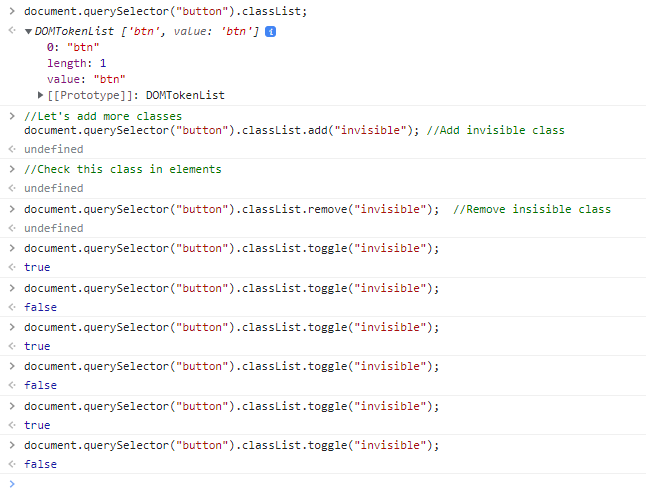 document.querySelector("button").classList;
DOMTokenList ['btn', value: 'btn'] i
0: "btn"
length: 1
value: "btn"
[[Prototype]]: DOMTokenList
//Let's add more classes
document.querySelector("button").classList.add("invisible"); //Add invisible class
undefined
//Check this class in elements
undefined
document.querySelector("button").classList.remove("invisible");  //Remove insisible class
undefined
document.querySelector("button").classList.toggle("invisible");
true
document.querySelector("button").classList.toggle("invisible");
false
document.querySelector("button").classList.toggle("invisible");
true
document.querySelector("button").classList.toggle("invisible");
false
document.querySelector("button").classList.toggle("invisible");
true
document.querySelector("button").classList.toggle("invisible");
false